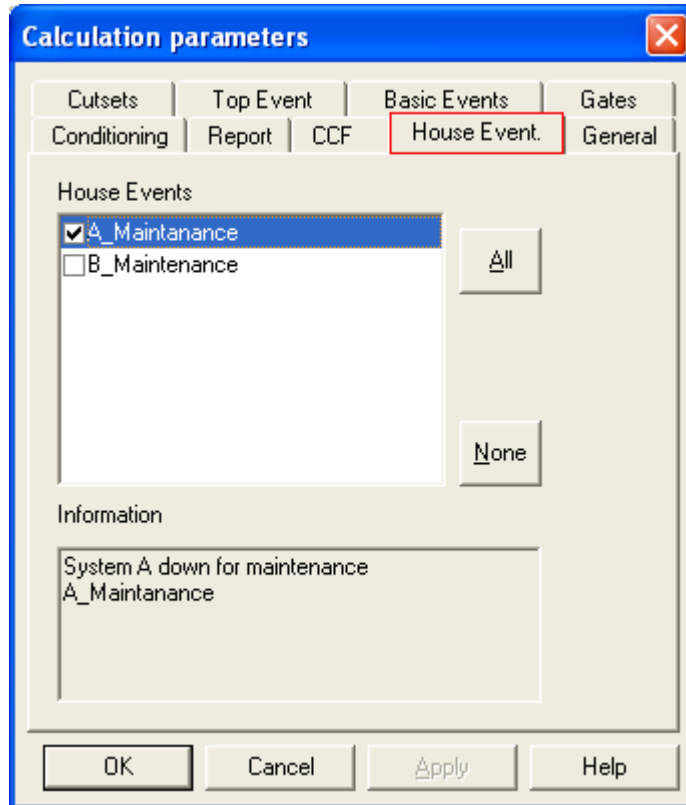 Calculation parameters
Cutsets Top Event Basic Events Gates
Conditioning Report CCF House Event. General
House Events
A_Maintanance
B_Maintenance
All
None
Information
System A down for maintenance
A_Maintanance
OK Cancel Apply Help